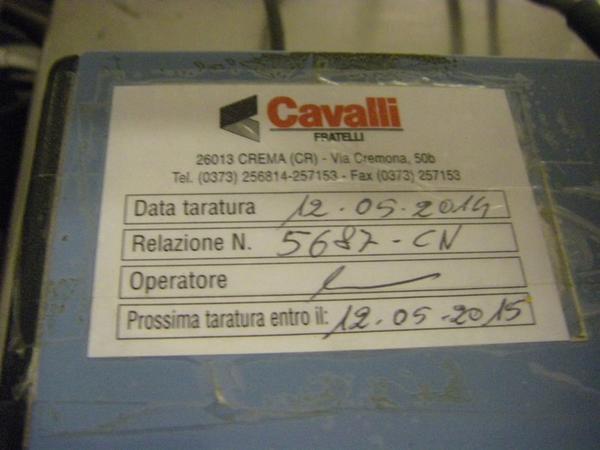 Cavalli
FRATELLI
26013 CREMA (CR) - Via Cremona, 50b
Tel. (0373) 256814-257153 - Fax (0373) 257153
Data taratura 12.05.2014
Relazione N. 5687-CN
Operatore
Prossima taratura entro il: 12.05.2015